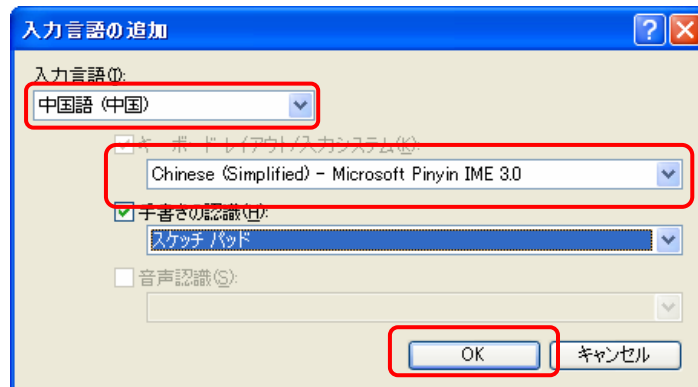 入力言語の追加
入力言語(I):
中国語 (中国)
キーボード レイアウト/入力システム(K):
Chinese (Simplified) - Microsoft Pinyin IME 3.0
手書きの認識(H):
スケッチ パッド
音声認識(S):
OK キャンセル